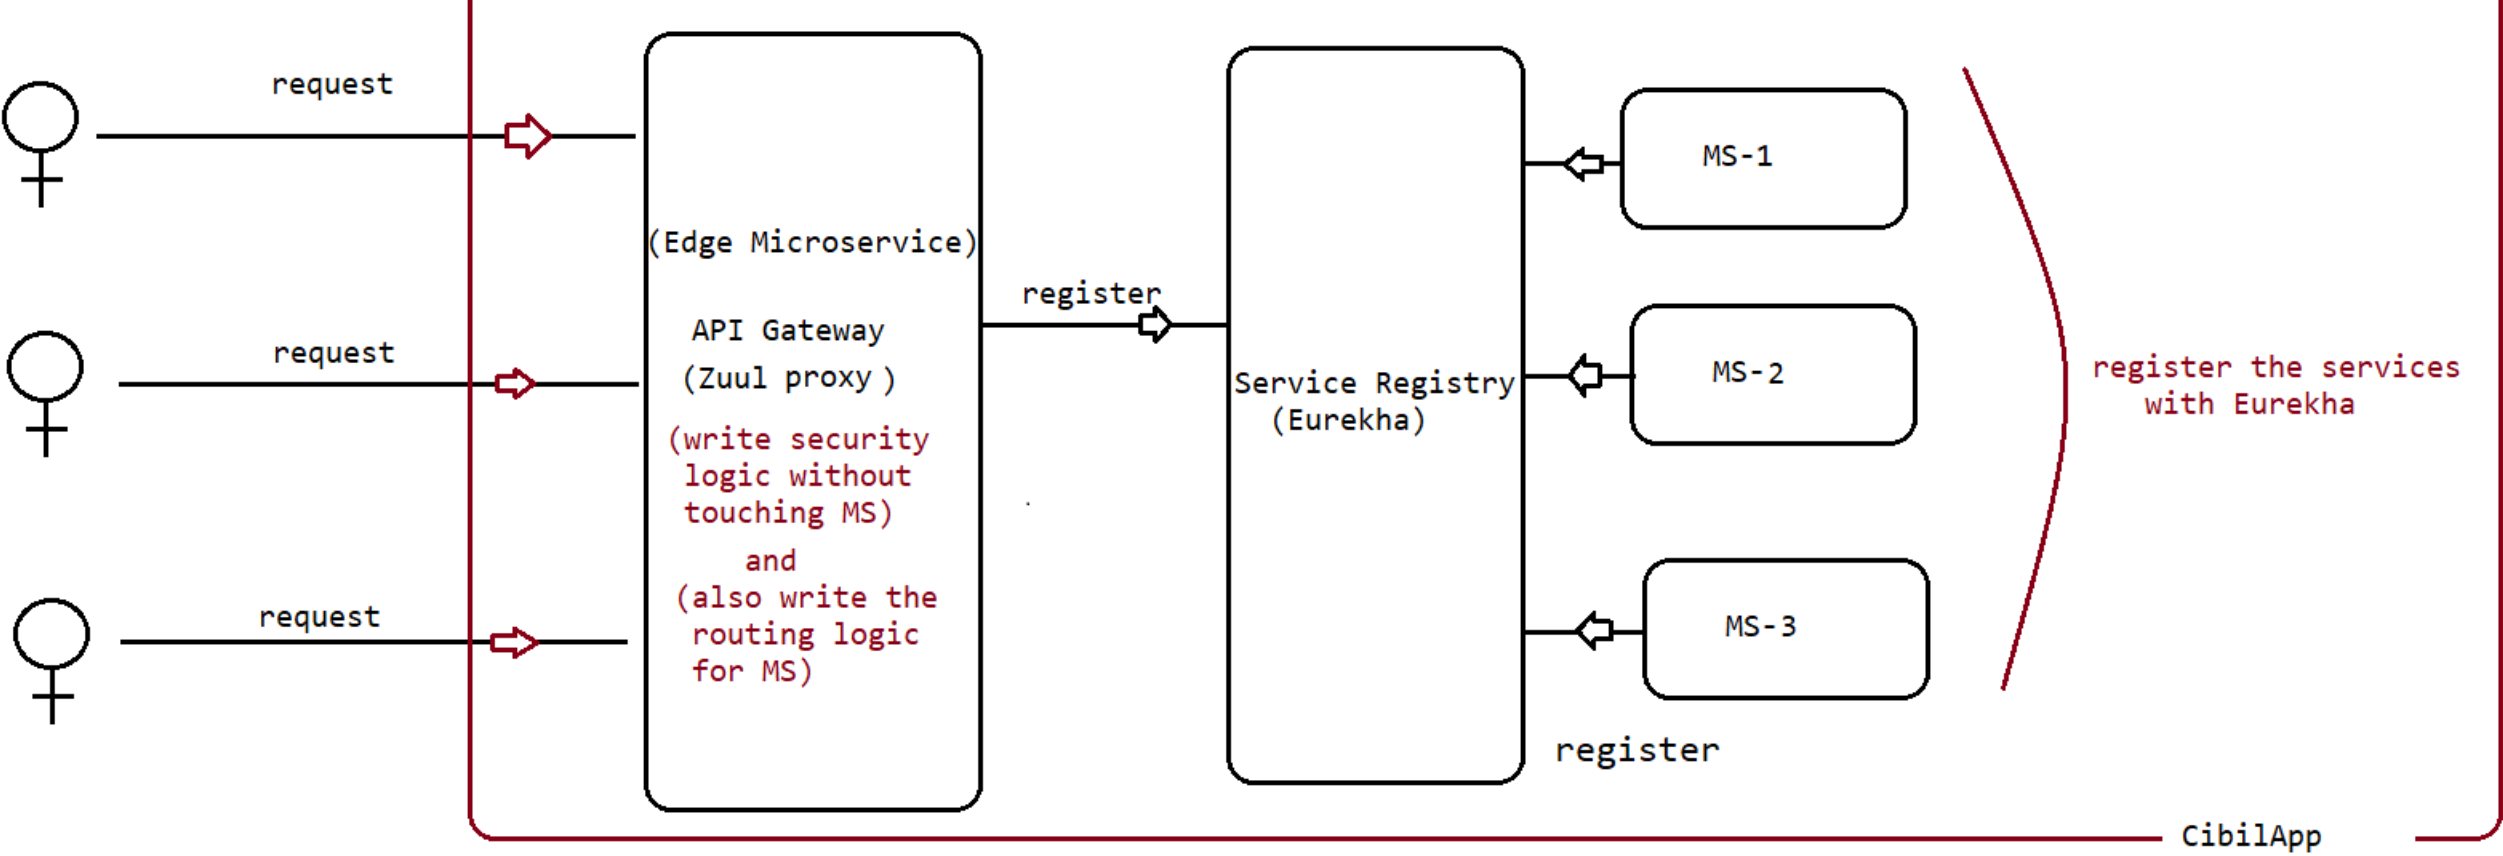 request
request
request
(Edge Microservice)
API Gateway
(Zuul proxy )
(write security
logic without
touching MS)
and
(also write the
routing logic
for MS)
register
Service Registry
(Eurekha)
MS-1
MS-2
MS-3
register
register the services
with Eurekha
CibilApp